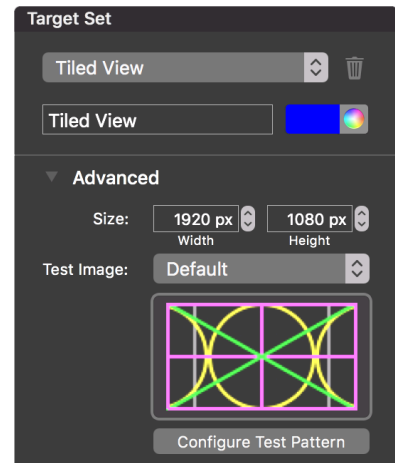 Target Set
Tiled View
Tiled View
Advanced
Size: 1920 px 1080 px
Width Height
Test Image: Default
Configure Test Pattern